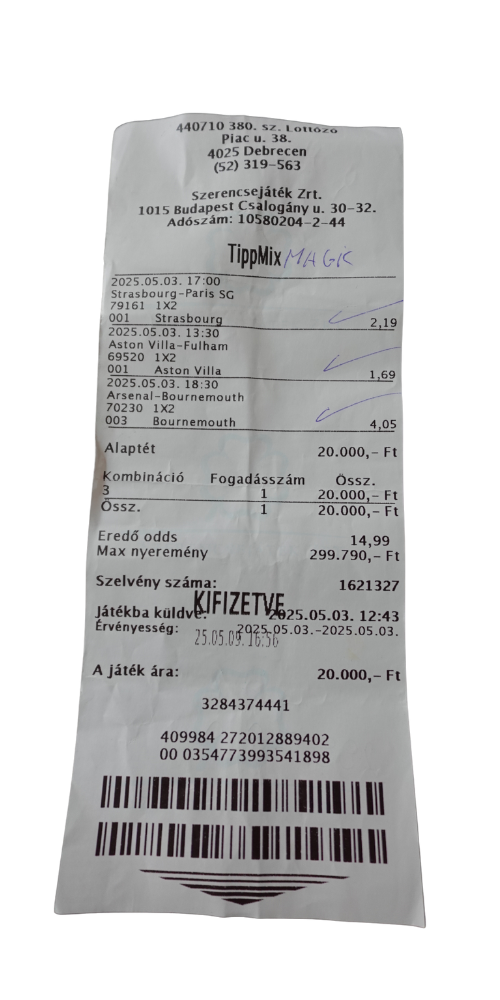 440710 380. sz. Lottózó
Piac u. 38.
4025 Debrecen
(52) 319-563
Szerencsejáték Zrt.
1015 Budapest Csalogány u. 30-32.
Adószám: 10580204-2-44
TippMix MAGIK
2025.05.03. 17:00
Strasbourg-Paris SG
79161 1X2
001 Strasbourg 2,19
2025.05.03. 13:30
Aston Villa-Fulham
69520 1X2
001 Aston Villa 1,69
2025.05.03. 18:30
Arsenal-Bournemouth
70230 1X2
003 Bournemouth 4,05
Alaptét 20.000,- Ft
Kombináció Fogadásszám Össz.
3 1 20.000,- Ft
Össz. 1 20.000,- Ft
Eredő odds 14,99
Max nyeremény 299.790,- Ft
Szelvény száma: 1621327
KIFIZETVE
Játékba küldve: 2025.05.03. 12:43
Érvényesség: 2025.05.03.-2025.05.03.
25.05.09. 16:56
A játék ára: 20.000,- Ft
3284374441
409984 272012889402
00 0354773993541898